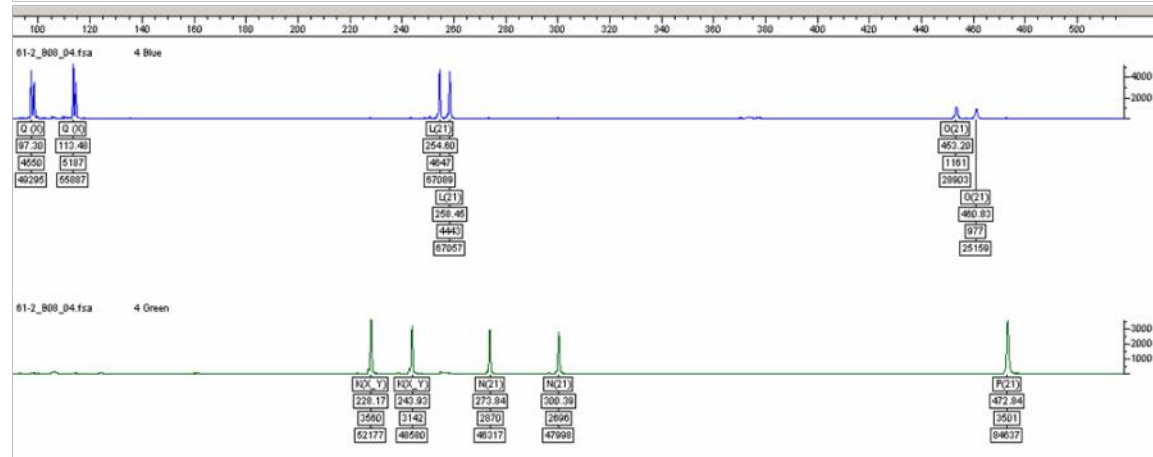 100 120 140 160 180 200 220 240 260 280 300 320 340 360 380 400 420 440 460 480 500
61-2_B08_04.fsa 4 Blue
4000
2000
Q (X) Q (X) L(21) O(21)
97.30 113.48 254.60 453.20
4550 5187 4647 1161
49295 55887 67089 28903
L(21) O(21)
258.45 460.83
4443 977
67057 25159
61-2_B08_04.fsa 4 Green
3000
2000
1000
K(X_Y) K(X_Y) N(21) N(21) P(21)
228.17 243.93 273.84 300.39 472.84
3560 3142 2870 2696 3501
52177 48580 46317 47998 84637